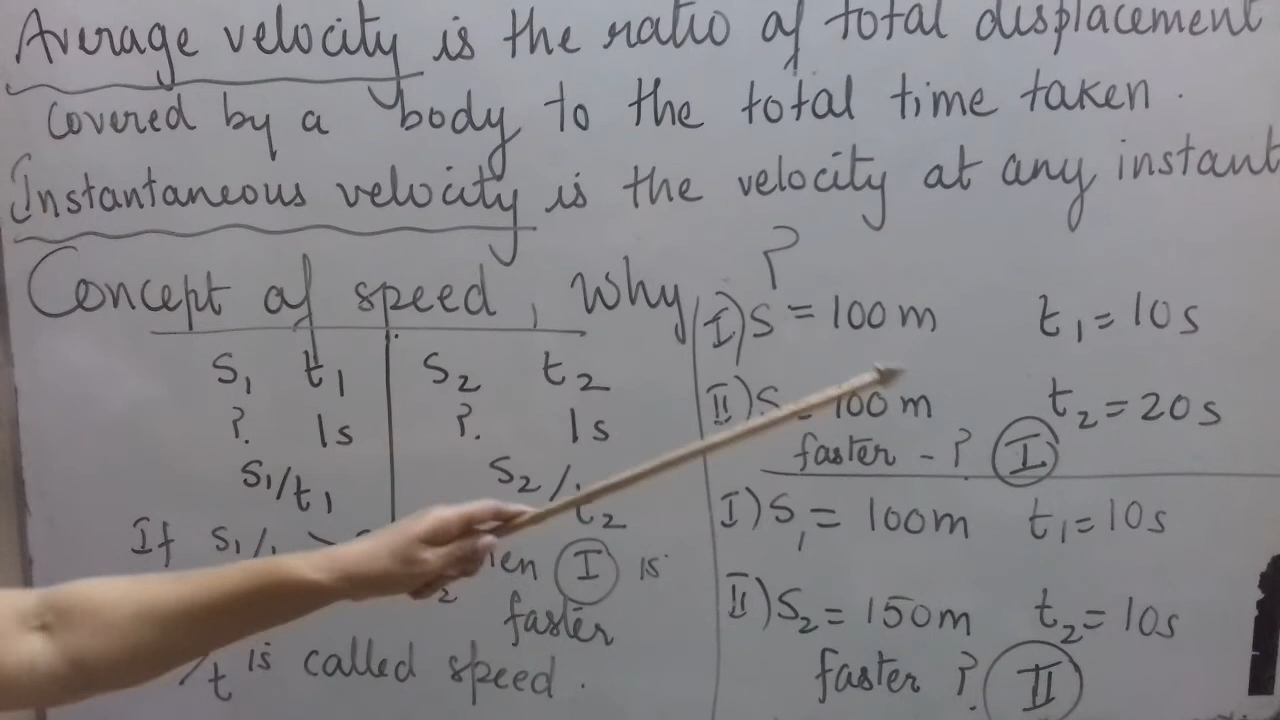 Average velocity is the ratio of total displacement
covered by a body to the total time taken.
Instantaneous velocity is the velocity at any instant
Concept of speed, Why ?
S₁ t₁ S₂ t₂
?. 1s ?. 1s
S₁/t₁ S₂/t₂
If S₁/ I is
faster
/t is called speed.
I) S = 100m t₁ = 10s
II) S = 100m t₂ = 20s
faster - ? I
I) S₁ = 100m t₁ = 10s
II) S₂ = 150m t₂ = 10s
faster ?. II